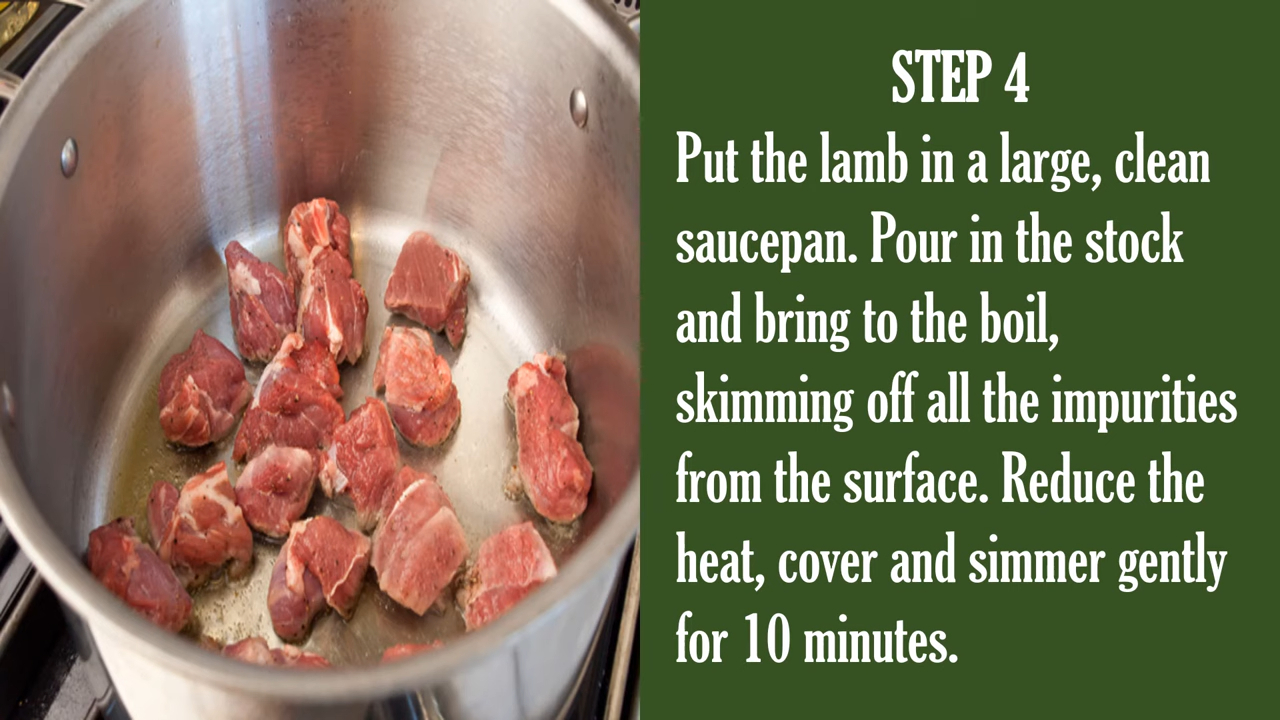 STEP 4
Put the lamb in a large, clean
saucepan. Pour in the stock
and bring to the boil,
skimming off all the impurities
from the surface. Reduce the
heat, cover and simmer gently
for 10 minutes.